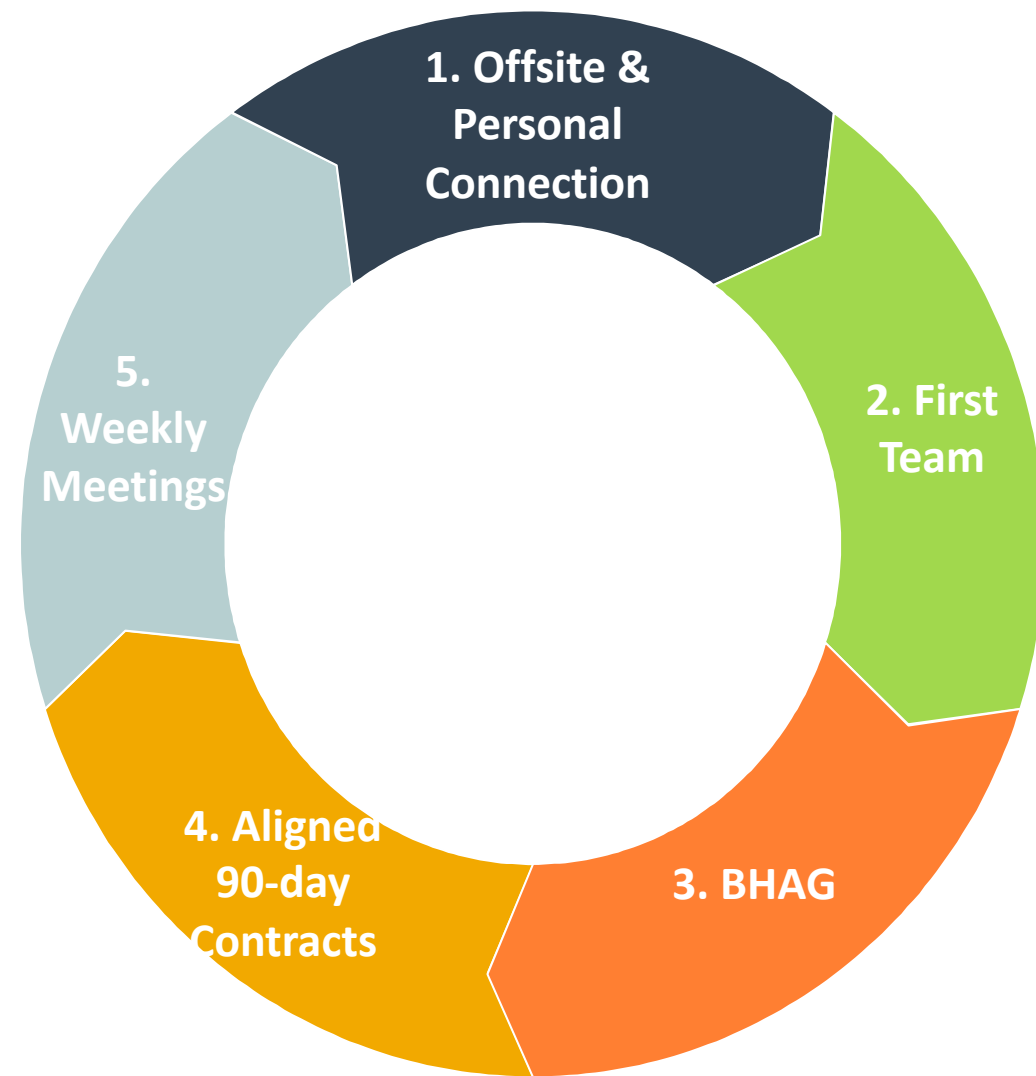 1. Offsite &
Personal
Connection
2. First
Team
3. BHAG
4. Aligned
90-day
Contracts
5.
Weekly
Meetings